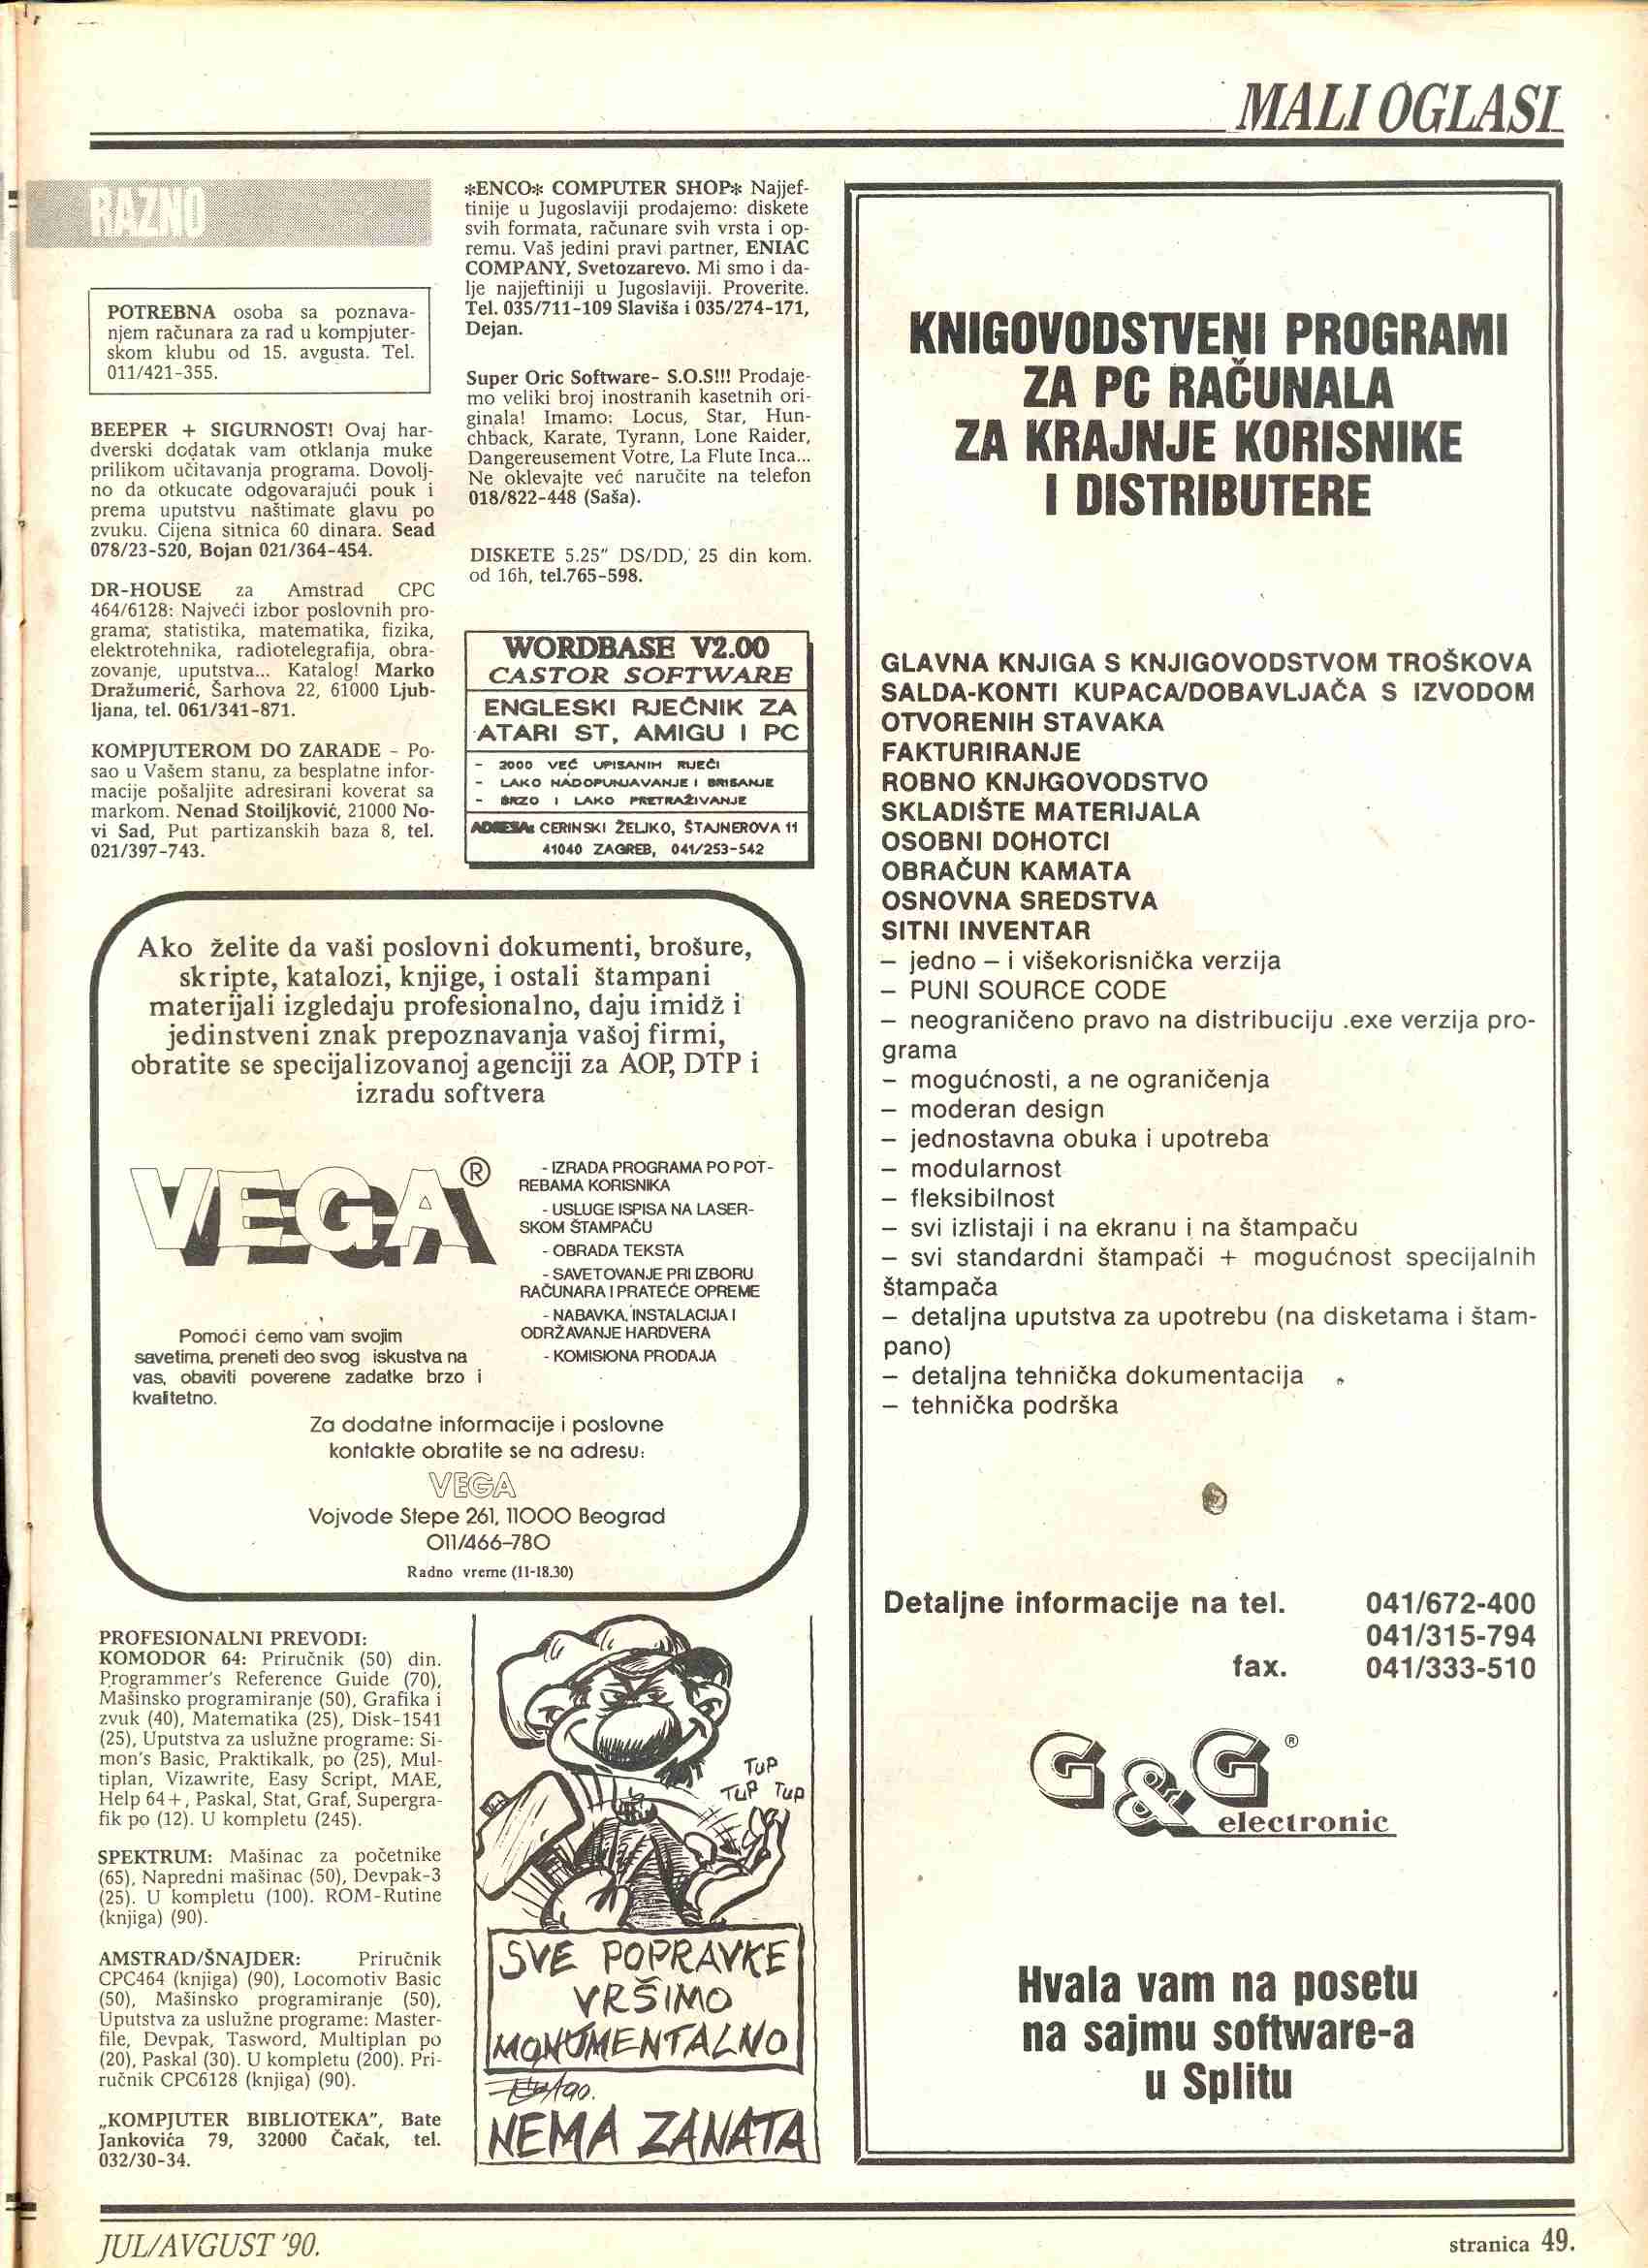 MALI OGLASI
RAZNO
POTREBNA osoba sa poznava-
njem računara za rad u kompjuter-
skom klubu od 15. avgusta. Tel.
011/421-355.
BEEPER + SIGURNOST! Ovaj har-
dverski dodatak vam otklanja muke
prilikom učitavanja programa. Dovolj-
no da otkucate odgovarajući pouk i
prema uputstvu naštimate glavu po
zvuku. Cijena sitnica 60 dinara. Sead
078/23-520, Bojan 021/364-454.
DR-HOUSE za Amstrad CPC
464/6128: Najveći izbor poslovnih pro-
grama; statistika, matematika, fizika,
elektrotehnika, radiotelegrafija, obra-
zovanje, uputstva... Katalog! Marko
Dražumerić, Šarhova 22, 61000 Ljub-
ljana, tel. 061/341-871.
KOMPJUTEROM DO ZARADE - Po-
sao u Vašem stanu, za besplatne infor-
macije pošaljite adresirani koverat sa
markom. Nenad Stoiljković, 21000 No-
vi Sad, Put partizanskih baza 8, tel.
021/397-743.
*ENCO* COMPUTER SHOP* Najjef-
tinije u Jugoslaviji prodajemo: diskete
svih formata, računare svih vrsta i op-
remu. Vaš jedini pravi partner, ENIAC
COMPANY, Svetozarevo. Mi smo i da-
lje najjeftiniji u Jugoslaviji. Proverite.
Tel. 035/711-109 Slaviša i 035/274-171,
Dejan.
Super Oric Software- S.O.S!!! Prodaje-
mo veliki broj inostranih kasetnih ori-
ginala! Imamo: Locus, Star, Hun-
chback, Karate, Tyrann, Lone Raider,
Dangereusement Votre, La Flute Inca...
Ne oklevajte već naručite na telefon
018/822-448 (Saša).
DISKETE 5.25" DS/DD, 25 din kom.
od 16h, tel.765-598.
WORDBASE V2.00
CASTOR SOFTWARE
ENGLESKI RJEČNIK ZA
ATARI ST, AMIGU I PC
- 2000 VEĆ UPISANIH RIJEČI
- LAKO NADOPUNJAVANJE I BRISANJE
- BRZO I LAKO PRETRAŽIVANJE
ADRESA: CERINSKI ŽELJKO, ŠTAJNEROVA 11
41040 ZAGREB, 041/253-542
Ako želite da vaši poslovni dokumenti, brošure,
skripte, katalozi, knjige, i ostali štampani
materijali izgledaju profesionalno, daju imidž i
jedinstveni znak prepoznavanja vašoj firmi,
obratite se specijalizovanoj agenciji za AOP, DTP i
izradu softvera
VEGA®
- IZRADA PROGRAMA PO POT-
REBAMA KORISNIKA
- USLUGE ISPISA NA LASER-
SKOM ŠTAMPAČU
- OBRADA TEKSTA
- SAVETOVANJE PRI IZBORU
RAČUNARA I PRATEĆE OPREME
- NABAVKA, INSTALACIJA I
ODRŽAVANJE HARDVERA
- KOMISIONA PRODAJA
Pomoći ćemo vam svojim
savetima, preneti deo svog iskustva na
vas, obaviti poverene zadatke brzo i
kvalitetno.
Za dodatne informacije i poslovne
kontakte obratite se na adresu:
VEGA
Vojvode Stepe 261, 11000 Beograd
011/466-780
Radno vreme (11-18.30)
PROFESIONALNI PREVODI:
KOMODOR 64: Priručnik (50) din.
Programmer's Reference Guide (70),
Mašinsko programiranje (50), Grafika i
zvuk (40), Matematika (25), Disk-1541
(25), Uputstva za uslužne programe: Si-
mon's Basic, Praktikalk, po (25), Mul-
tiplan, Vizawrite, Easy Script, MAE,
Help 64+, Paskal, Stat, Graf, Supergra-
fik po (12). U kompletu (245).
SPEKTRUM: Mašinac za početnike
(65), Napredni mašinac (50), Devpak-3
(25). U kompletu (100). ROM-Rutine
(knjiga) (90).
AMSTRAD/ŠNAJDER: Priručnik
CPC464 (knjiga) (90), Locomotiv Basic
(50), Mašinsko programiranje (50),
Uputstva za uslužne programe: Master-
file, Devpak, Tasword, Multiplan po
(20), Paskal (30). U kompletu (200). Pri-
ručnik CPC6128 (knjiga) (90).
„KOMPJUTER BIBLIOTEKA”, Bate
Jankovića 79, 32000 Čačak, tel.
032/30-34.
TUP
TUP TUP
SVE POPRAVKE
VRŠIMO
MONUMENTALNO
NEMA ZANATA
KNIGOVODSTVENI PROGRAMI
ZA PC RAČUNALA
ZA KRAJNJE KORISNIKE
I DISTRIBUTERE
GLAVNA KNJIGA S KNJIGOVODSTVOM TROŠKOVA
SALDA-KONTI KUPACA/DOBAVLJAČA S IZVODOM
OTVORENIH STAVAKA
FAKTURIRANJE
ROBNO KNJIGOVODSTVO
SKLADIŠTE MATERIJALA
OSOBNI DOHOTCI
OBRAČUN KAMATA
OSNOVNA SREDSTVA
SITNI INVENTAR
– jedno – i višekorisnička verzija
– PUNI SOURCE CODE
– neograničeno pravo na distribuciju .exe verzija pro-
grama
– mogućnosti, a ne ograničenja
– moderan design
– jednostavna obuka i upotreba
– modularnost
– fleksibilnost
– svi izlistaji i na ekranu i na štampaču
– svi standardni štampači + mogućnost specijalnih
štampača
– detaljna uputstva za upotrebu (na disketama i štam-
pano)
– detaljna tehnička dokumentacija
– tehnička podrška
Detaljne informacije na tel. 041/672-400
041/315-794
fax. 041/333-510
G&G®
electronic
Hvala vam na posetu
na sajmu software-a
u Splitu
JUL/AVGUST '90.
stranica 49.